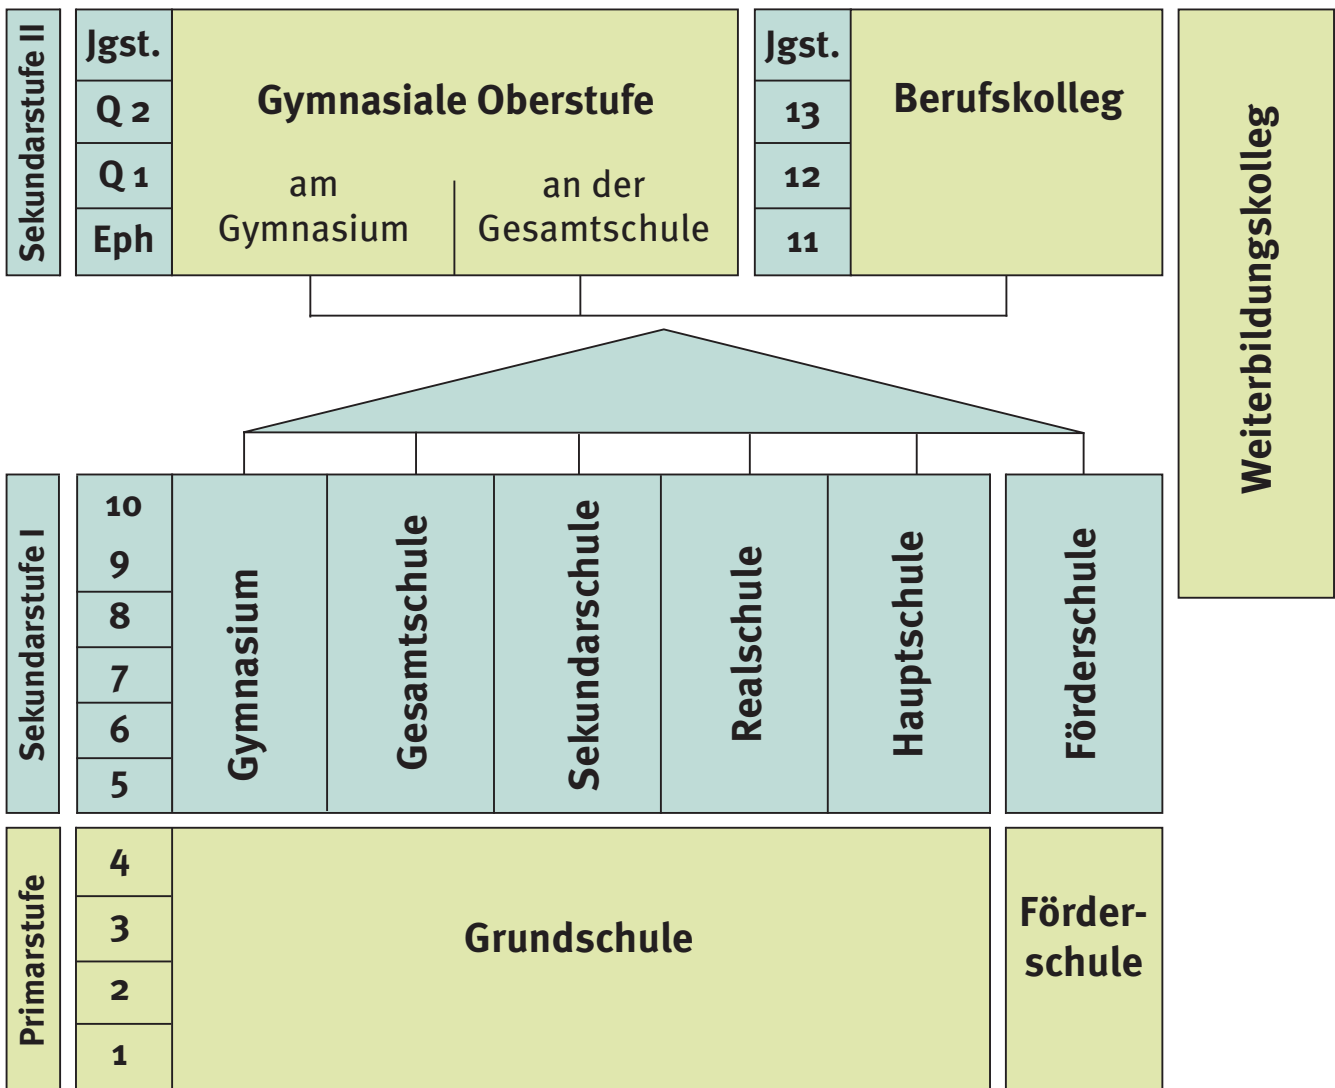 Sekundarstufe II
Jgst.
Q 2
Q 1
Eph
Gymnasiale Oberstufe
am
Gymnasium
an der
Gesamtschule
Jgst.
13
12
11
Berufskolleg
Weiterbildungskolleg
Sekundarstufe I
10
9
8
7
6
5
Gymnasium
Gesamtschule
Sekundarschule
Realschule
Hauptschule
Förderschule
Primarstufe
4
3
2
1
Grundschule
Förder-
schule